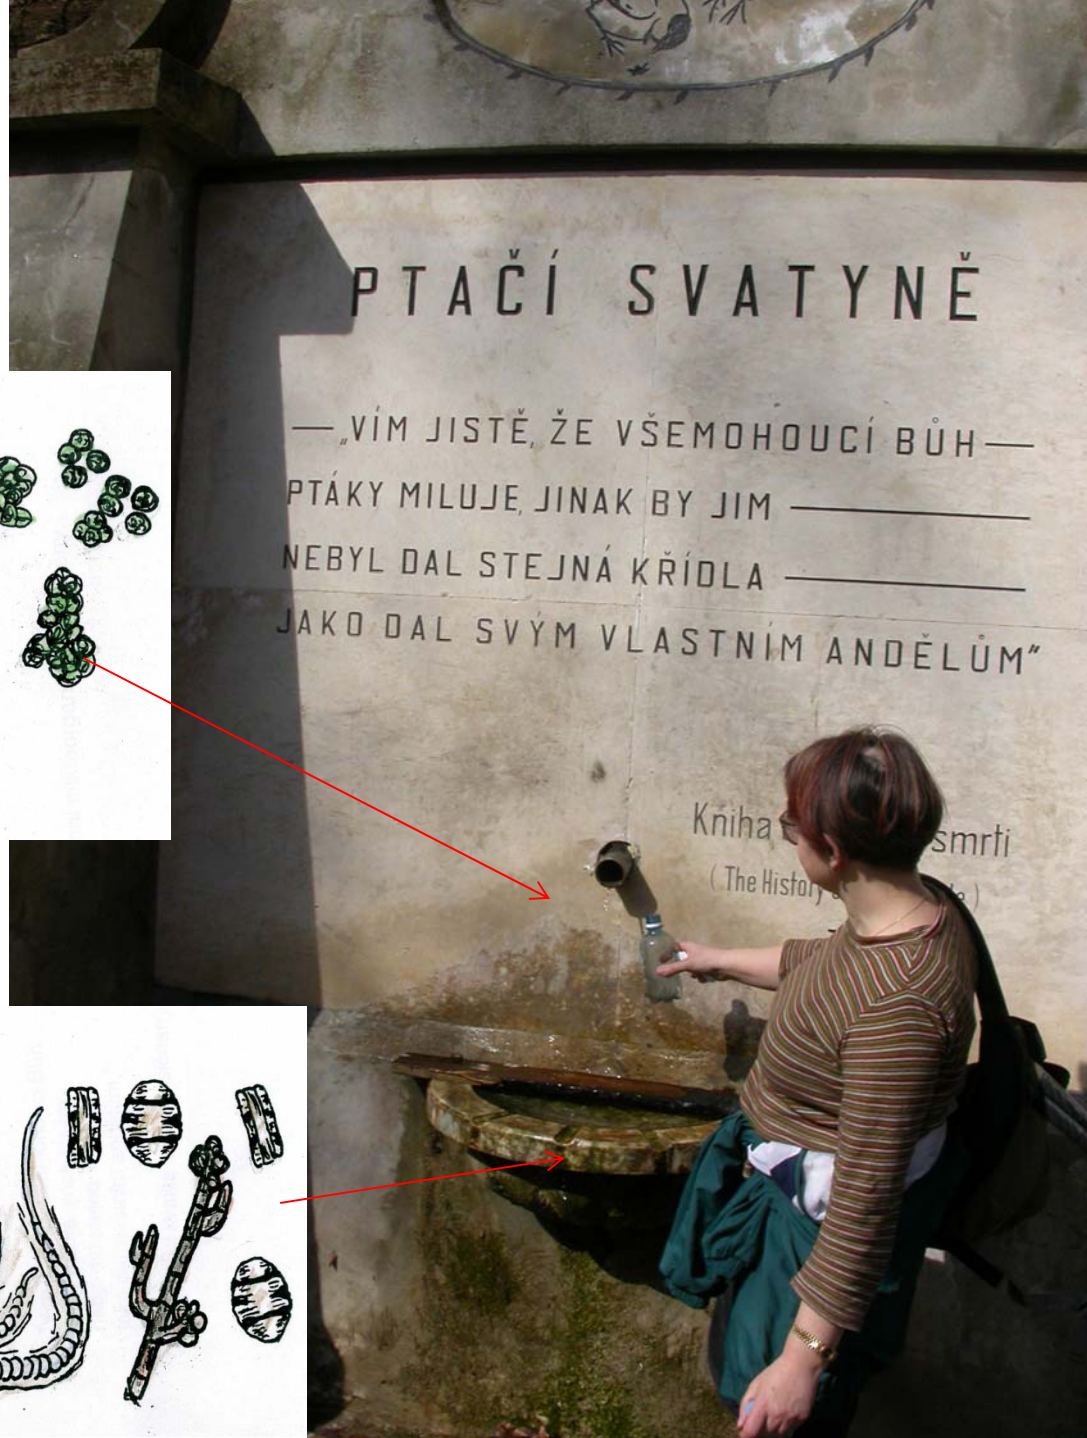 PTAČÍ SVATYNĚ
— „VÍM JISTĚ, ŽE VŠEMOHOUCÍ BŮH —
PTÁKY MILUJE, JINAK BY JIM —
NEBYL DAL STEJNÁ KŘÍDLA —
JAKO DAL SVÝM VLASTNÍM ANDĚLŮM"
Kniha smrti
( The History )